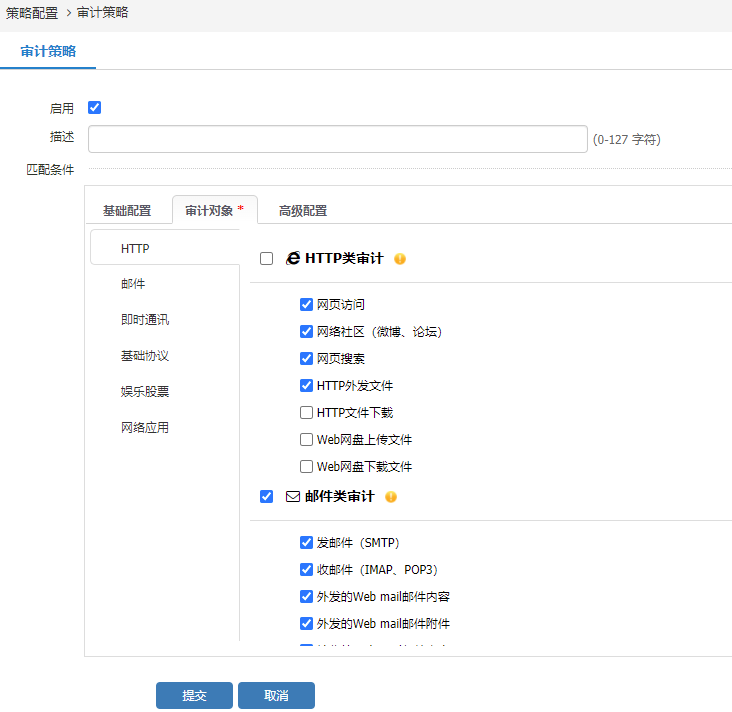 策略配置 > 审计策略
审计策略
启用
描述
(0-127 字符)
匹配条件
基础配置 审计对象 * 高级配置
HTTP
邮件
即时通讯
基础协议
娱乐股票
网络应用
HTTP类审计
网页访问
网络社区（微博、论坛）
网页搜索
HTTP外发文件
HTTP文件下载
Web网盘上传文件
Web网盘下载文件
邮件类审计
发邮件（SMTP）
收邮件（IMAP、POP3）
外发的Web mail邮件内容
外发的Web mail邮件附件
提交 取消